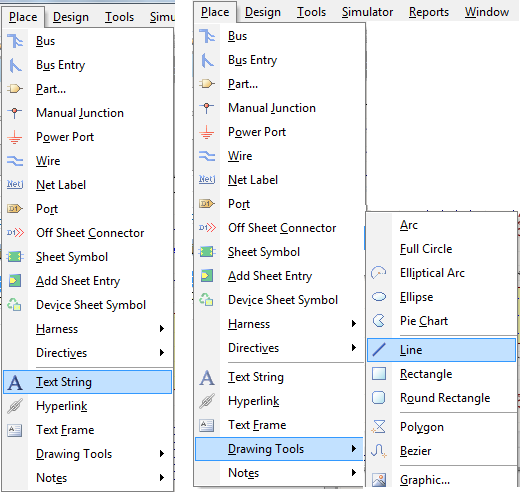 Place Design Tools Simul
Bus
Bus Entry
Part...
Manual Junction
Power Port
Wire
Net Label
Port
Off Sheet Connector
Sheet Symbol
Add Sheet Entry
Device Sheet Symbol
Harness
Directives
Text String
Hyperlink
Text Frame
Drawing Tools
Notes
Place Design Tools Simulator Reports Window
Bus
Bus Entry
Part...
Manual Junction
Power Port
Wire
Net Label
Port
Off Sheet Connector
Sheet Symbol
Add Sheet Entry
Device Sheet Symbol
Harness
Directives
Text String
Hyperlink
Text Frame
Drawing Tools
Notes
Arc
Full Circle
Elliptical Arc
Ellipse
Pie Chart
Line
Rectangle
Round Rectangle
Polygon
Bezier
Graphic...